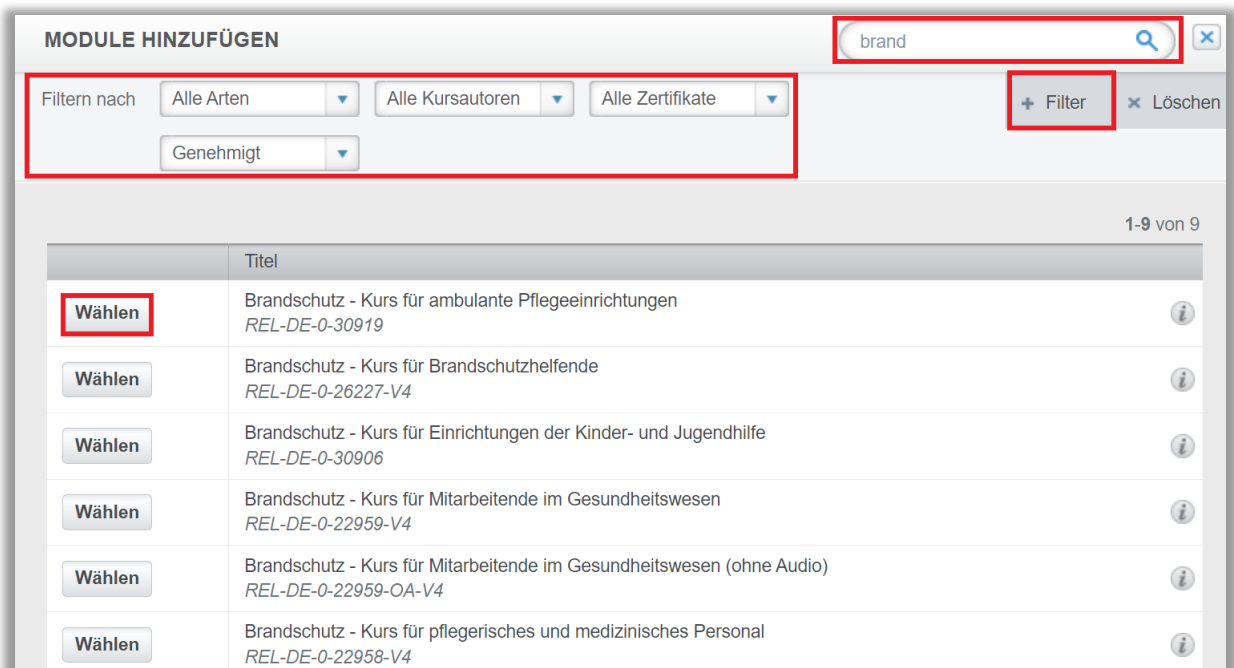 MODULE HINZUFÜGEN
brand
Filtern nach Alle Arten Alle Kursautoren Alle Zertifikate + Filter × Löschen
Genehmigt
1-9 von 9
Titel
Wählen Brandschutz - Kurs für ambulante Pflegeeinrichtungen
REL-DE-0-30919
Wählen Brandschutz - Kurs für Brandschutzhelfende
REL-DE-0-26227-V4
Wählen Brandschutz - Kurs für Einrichtungen der Kinder- und Jugendhilfe
REL-DE-0-30906
Wählen Brandschutz - Kurs für Mitarbeitende im Gesundheitswesen
REL-DE-0-22959-V4
Wählen Brandschutz - Kurs für Mitarbeitende im Gesundheitswesen (ohne Audio)
REL-DE-0-22959-OA-V4
Wählen Brandschutz - Kurs für pflegerisches und medizinisches Personal
REL-DE-0-22958-V4